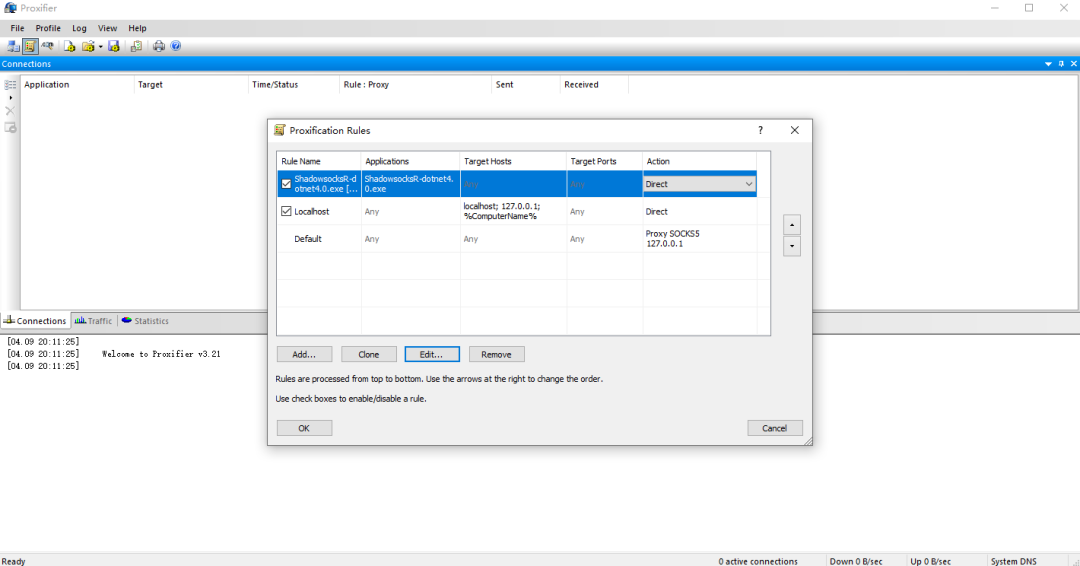 Proxifier
File Profile Log View Help
Connections
Application Target Time/Status Rule : Proxy Sent Received
Proxification Rules
Rule Name Applications Target Hosts Target Ports Action
ShadowsocksR-d
otnet4.0.exe [...
ShadowsocksR-dotnet4.
0.exe
Any Any Direct
Localhost Any
localhost; 127.0.0.1;
%ComputerName%
Any Direct
Default Any Any Any
Proxy SOCKS5
127.0.0.1
Add... Clone Edit... Remove
Rules are processed from top to bottom. Use the arrows at the right to change the order.
Use check boxes to enable/disable a rule.
OK Cancel
Connections Traffic Statistics
[04.09 20:11:25]
[04.09 20:11:25] Welcome to Proxifier v3.21
[04.09 20:11:25]
Ready 0 active connections Down 0 B/sec Up 0 B/sec System DNS